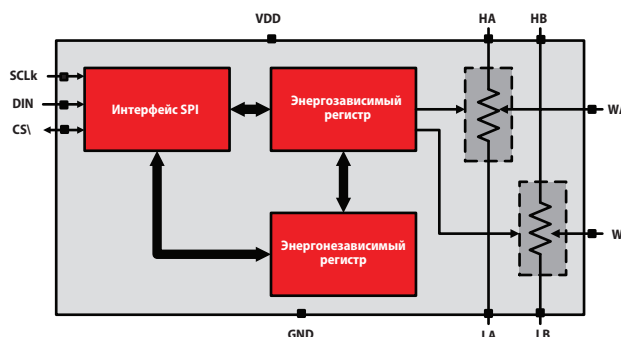 VDD
HA
HB
SCLk
DIN
CS\
Интерфейс SPI
Энергозависимый
регистр
Энергонезависимый
регистр
W
GND
LA
LB